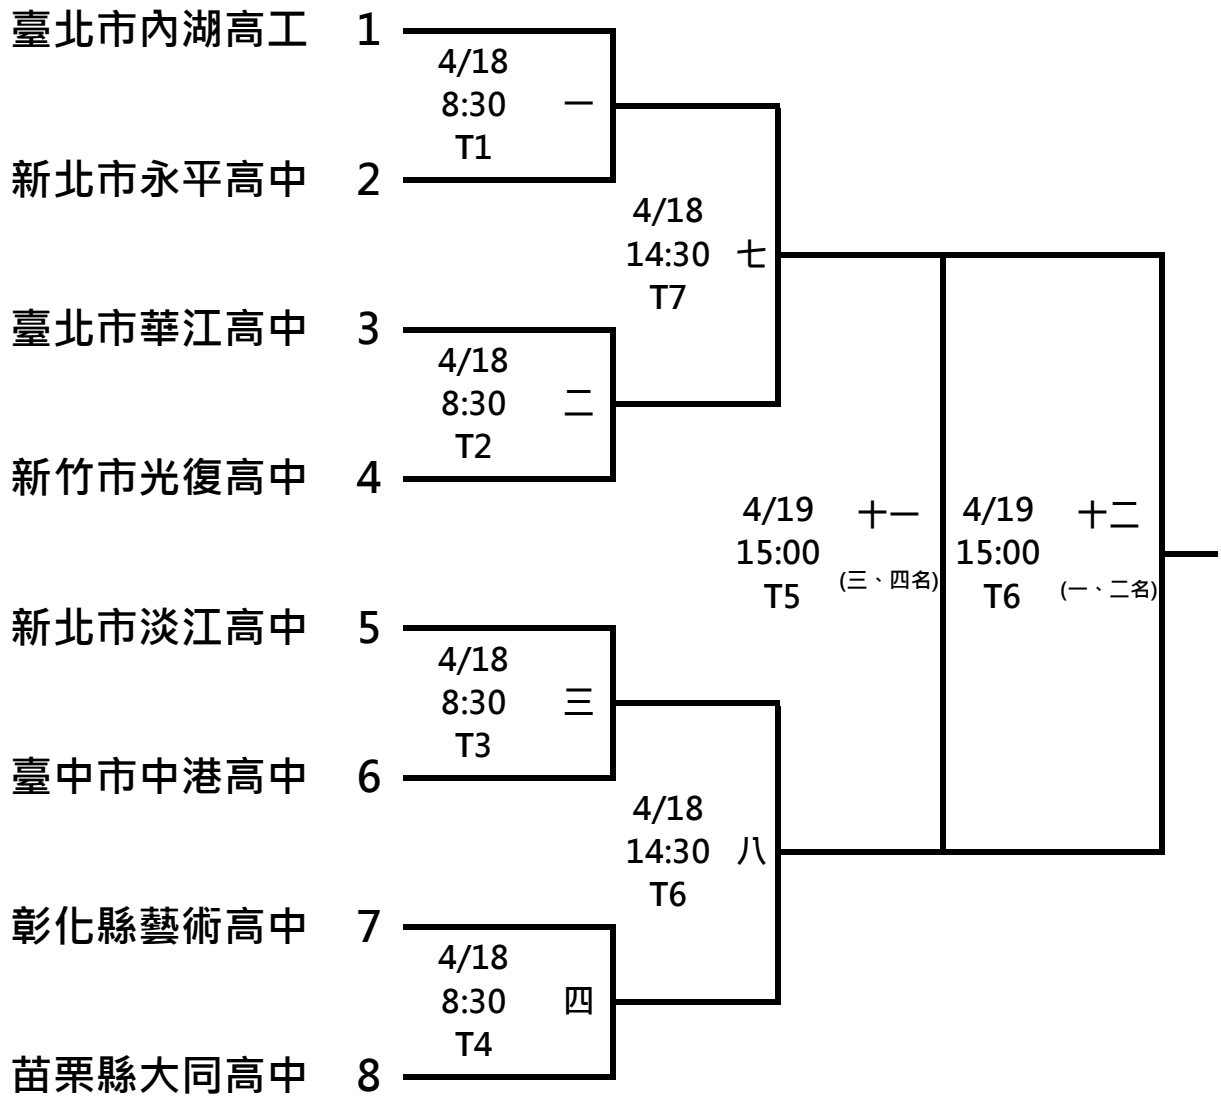 臺北市內湖高工 1
4/18
8:30 一
T1
新北市永平高中 2
4/18
14:30 七
T7
臺北市華江高中 3
4/18
8:30 二
T2
新竹市光復高中 4
4/19 十一
15:00
T5 (三、四名)
4/19 十二
15:00
T6 (一、二名)
新北市淡江高中 5
4/18
8:30 三
T3
臺中市中港高中 6
4/18
14:30 八
T6
彰化縣藝術高中 7
4/18
8:30 四
T4
苗栗縣大同高中 8